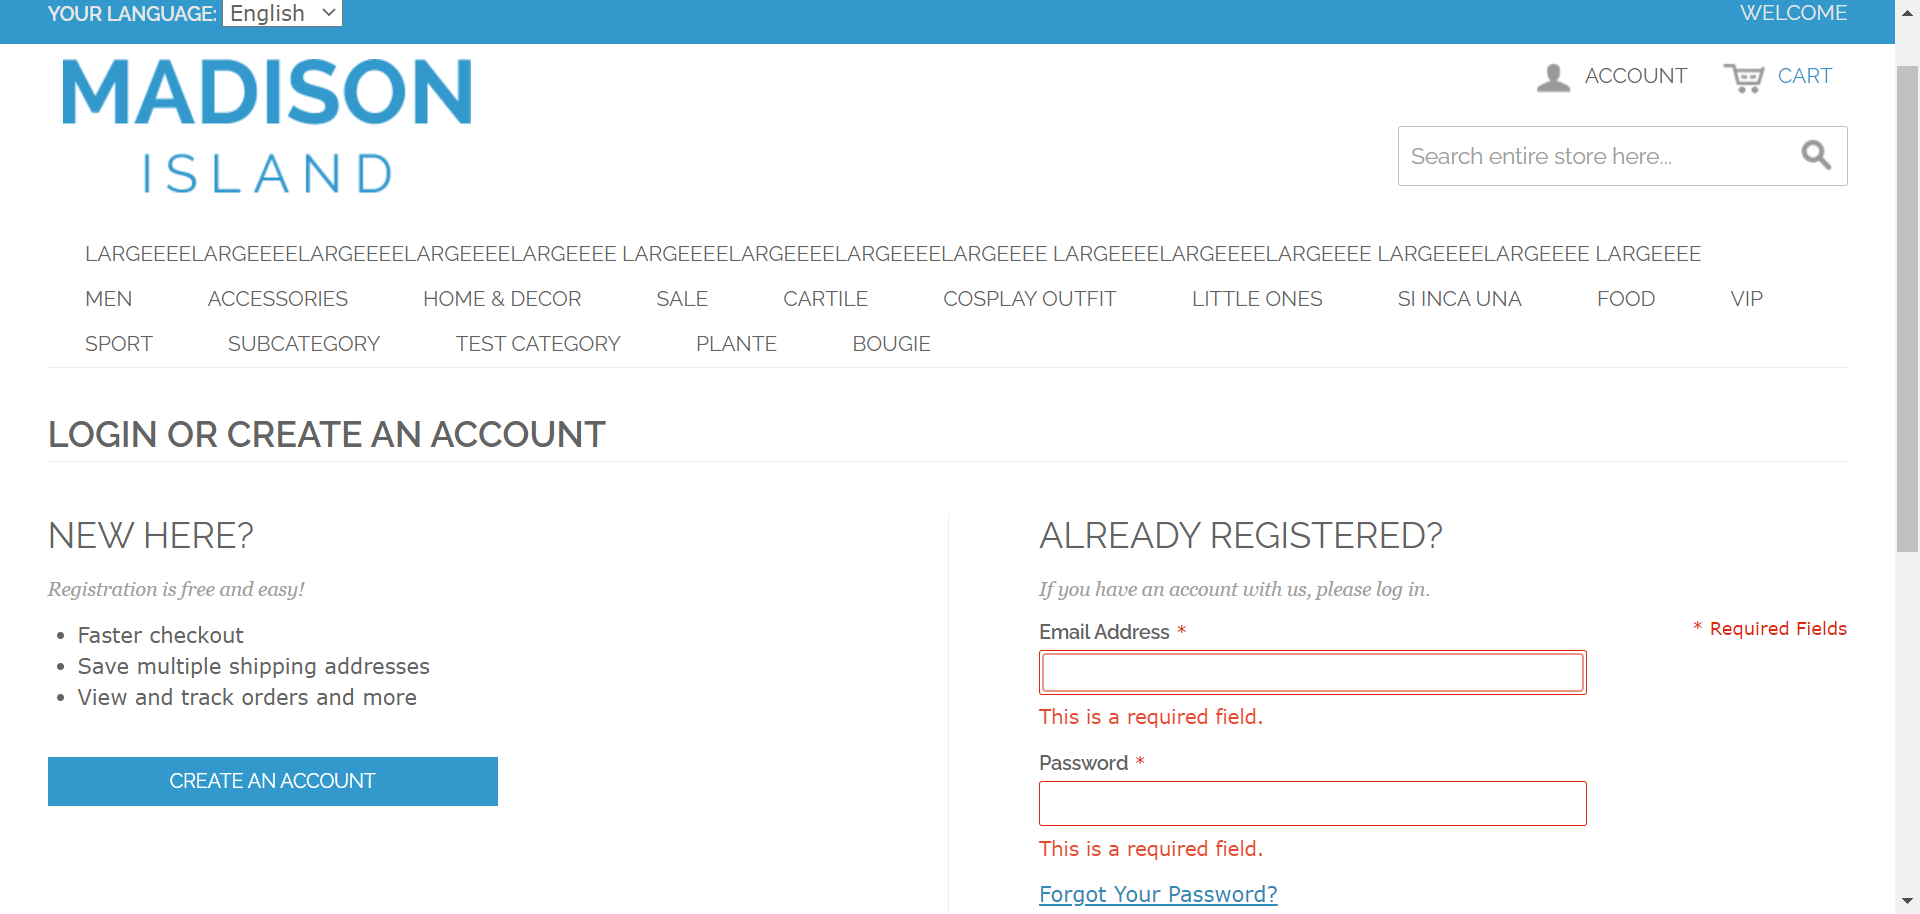 YOUR LANGUAGE: English
WELCOME
MADISON
ISLAND
ACCOUNT
CART
Search entire store here...
LARGEEEELARGEEEELARGEEEELARGEEEELARGEEEE LARGEEEELARGEEEELARGEEEELARGEEEE LARGEEEELARGEEEELARGEEEE LARGEEEELARGEEEE LARGEEEE
MEN ACCESSORIES HOME & DECOR SALE CARTILE COSPLAY OUTFIT LITTLE ONES SI INCA UNA FOOD VIP
SPORT SUBCATEGORY TEST CATEGORY PLANTE BOUGIE
LOGIN OR CREATE AN ACCOUNT
NEW HERE?
Registration is free and easy!
• Faster checkout
• Save multiple shipping addresses
• View and track orders and more
CREATE AN ACCOUNT
ALREADY REGISTERED?
If you have an account with us, please log in.
* Required Fields
Email Address *
This is a required field.
Password *
This is a required field.
Forgot Your Password?